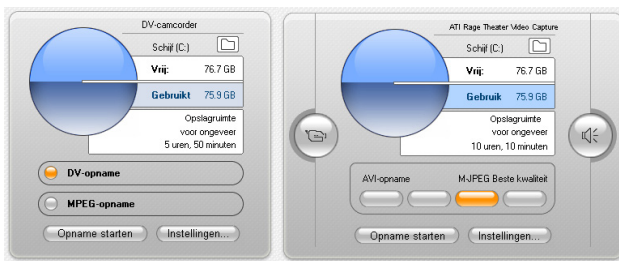 DV-camcorder
Schijf (C:)
Vrij: 76.7 GB
Gebruikt 75.9 GB
Opslagruimte
voor ongeveer
5 uren, 50 minuten
DV-opname
MPEG-opname
Opname starten Instellingen...
ATI Rage Theater Video Capture
Schijf (C:)
Vrij: 76.7 GB
Gebruik 75.9 GB
Opslagruimte
voor ongeveer
10 uren, 10 minuten
AVI-opname M-JPEG Beste kwaliteit
Opname starten Instellingen...